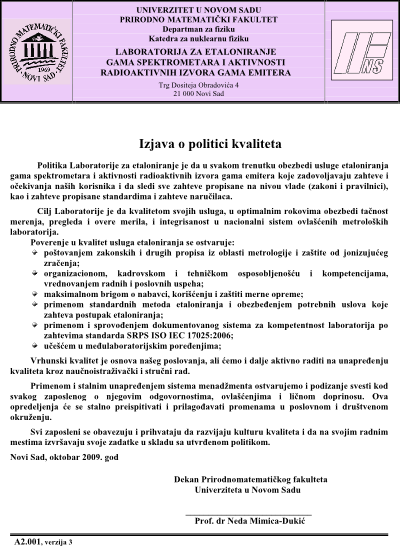 UNIVERZITET U NOVOM SADU
PRIRODNO MATEMATIČKI FAKULTET
Departman za fiziku
Katedra za nuklearnu fiziku
LABORATORIJA ZA ETALONIRANJE
GAMA SPEKTROMETARA I AKTIVNOSTI
RADIOAKTIVNIH IZVORA GAMA EMITERA
Trg Dositeja Obradovića 4
21 000 Novi Sad
PRIRODNO MATEMATIČKI FAKULTET
1969
NOVI SAD
NS
Izjava o politici kvaliteta
Politika Laboratorije za etaloniranje je da u svakom trenutku obezbedi usluge etaloniranja
gama spektrometara i aktivnosti radioaktivnih izvora gama emitera koje zadovoljavaju zahteve i
očekivanja naših korisnika i da sledi sve zahteve propisane na nivou vlade (zakoni i pravilnici),
kao i zahteve propisane standardima i zahteve naručilaca.
Cilj Laboratorije je da kvalitetom svojih usluga, u optimalnim rokovima obezbedi tačnost
merenja, pregleda i overe merila, i integrisanost u nacionalni sistem ovlašćenih metroloških
laboratorija.
Poverenje u kvalitet usluga etaloniranja se ostvaruje:
poštovanjem zakonskih i drugih propisa iz oblasti metrologije i zaštite od jonizujućeg
zračenja;
organizacionom, kadrovskom i tehničkom osposobljenošću i kompetencijama,
vrednovanjem radnih i poslovnih uspeha;
maksimalnom brigom o nabavci, korišćenju i zaštiti merne opreme;
primenom standardnih metoda etaloniranja i obezbeđenjem potrebnih uslova koje
zahteva postupak etaloniranja;
primenom i sprovođenjem dokumentovanog sistema za kompetentnost laboratorija po
zahtevima standarda SRPS ISO IEC 17025:2006;
učešćem u međulaboratorijskim poređenjima;
Vrhunski kvalitet je osnova našeg poslovanja, ali ćemo i dalje aktivno raditi na unapređenju
kvaliteta kroz naučnoistraživački i stručni rad.
Primenom i stalnim unapređenjem sistema menadžmenta ostvarujemo i podizanje svesti kod
svakog zaposlenog o njegovim odgovornostima, ovlašćenjima i ličnom doprinosu. Ova
opredeljenja će se stalno preispitivati i prilagođavati promenama u poslovnom i društvenom
okruženju.
Svi zaposleni se obavezuju i prihvataju da razvijaju kulturu kvaliteta i da na svojim radnim
mestima izvršavaju svoje zadatke u skladu sa utvrđenom politikom.
Novi Sad, oktobar 2009. god
Dekan Prirodnomatematičkog fakulteta
Univerziteta u Novom Sadu
Prof. dr Neda Mimica-Dukić
A2.001, verzija 3